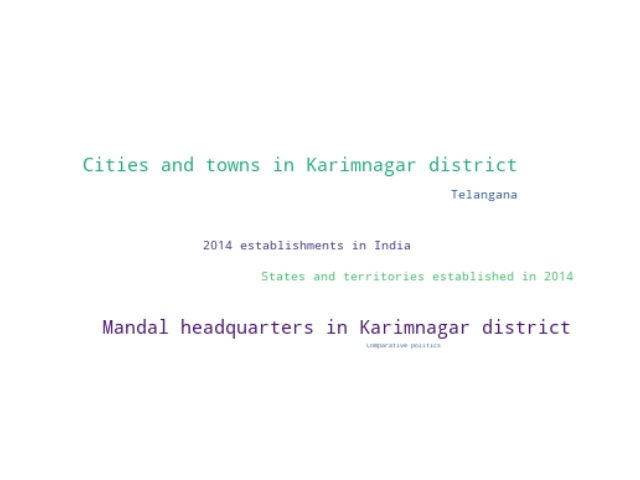 Cities and towns in Karimnagar district
Telangana
2014 establishments in India
States and territories established in 2014
Mandal headquarters in Karimnagar district
Comparative politics